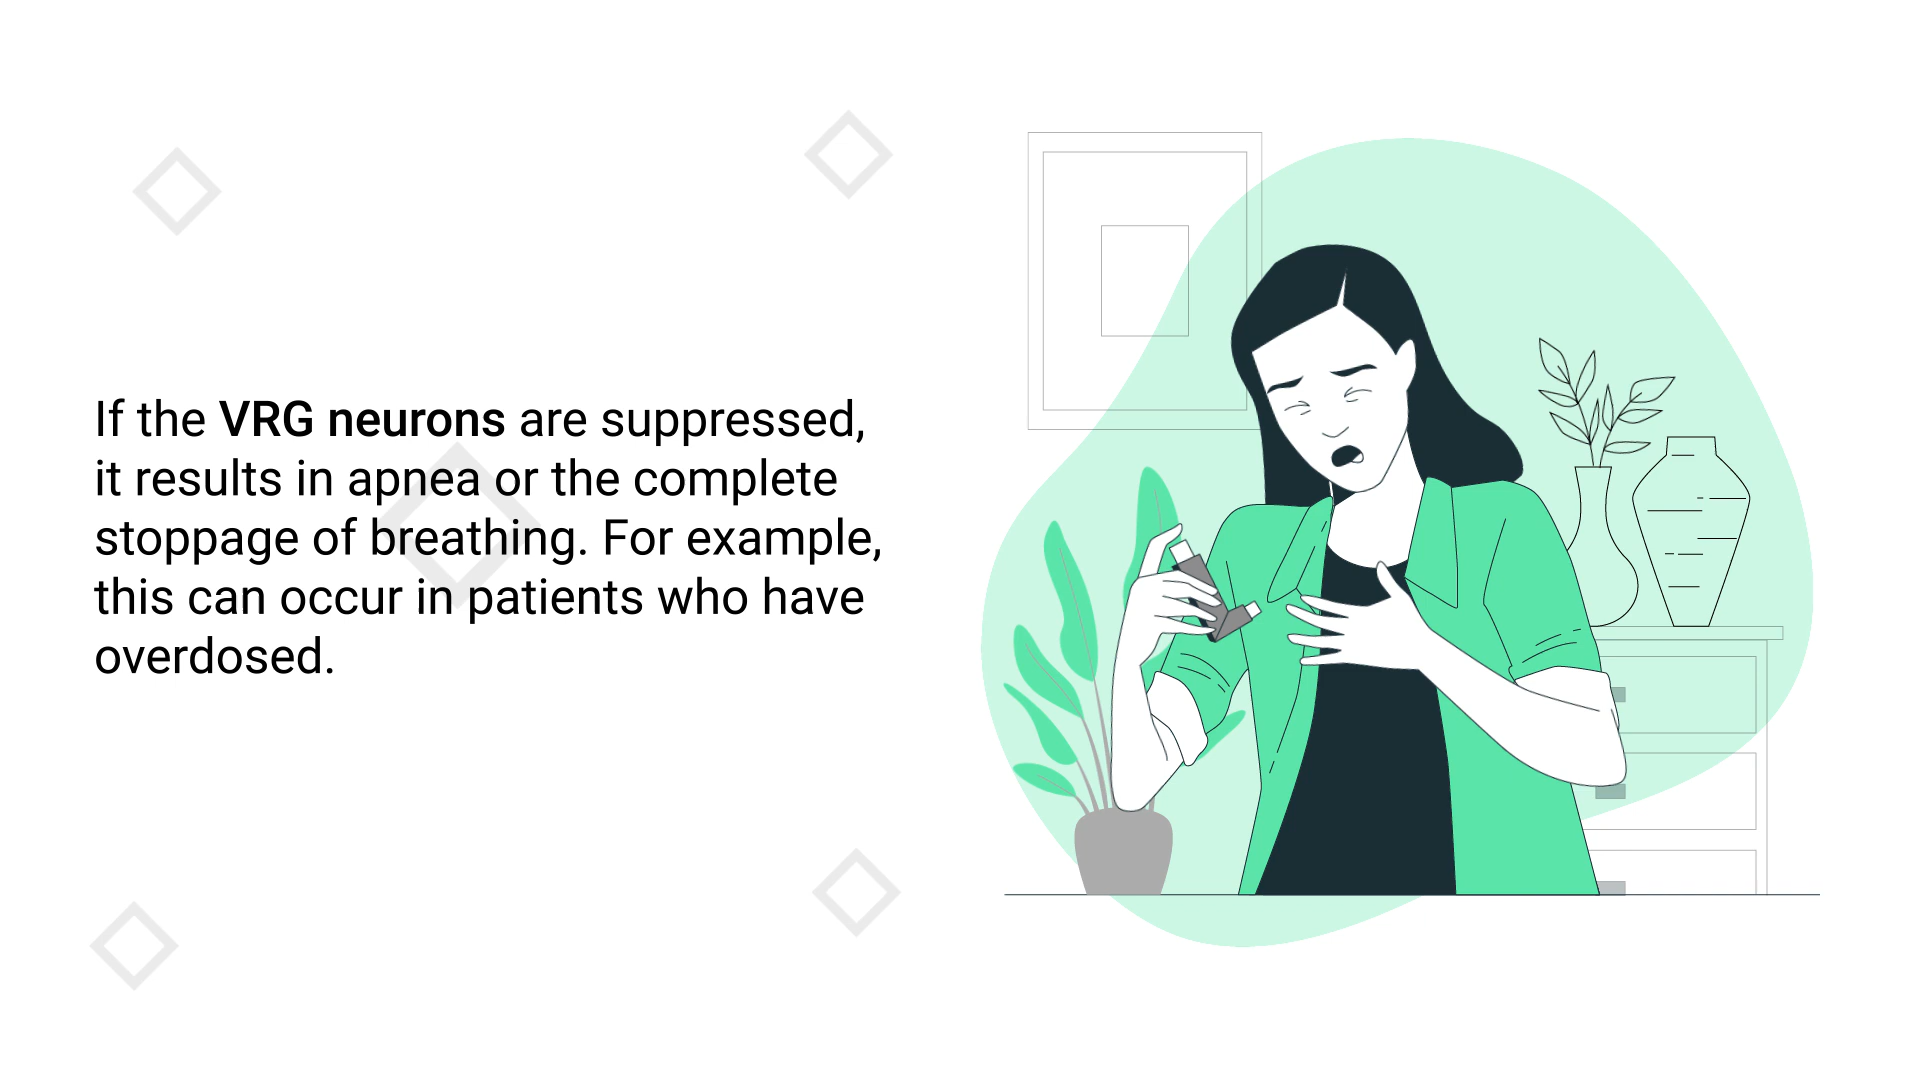 If the VRG neurons are suppressed,
it results in apnea or the complete
stoppage of breathing. For example,
this can occur in patients who have
overdosed.